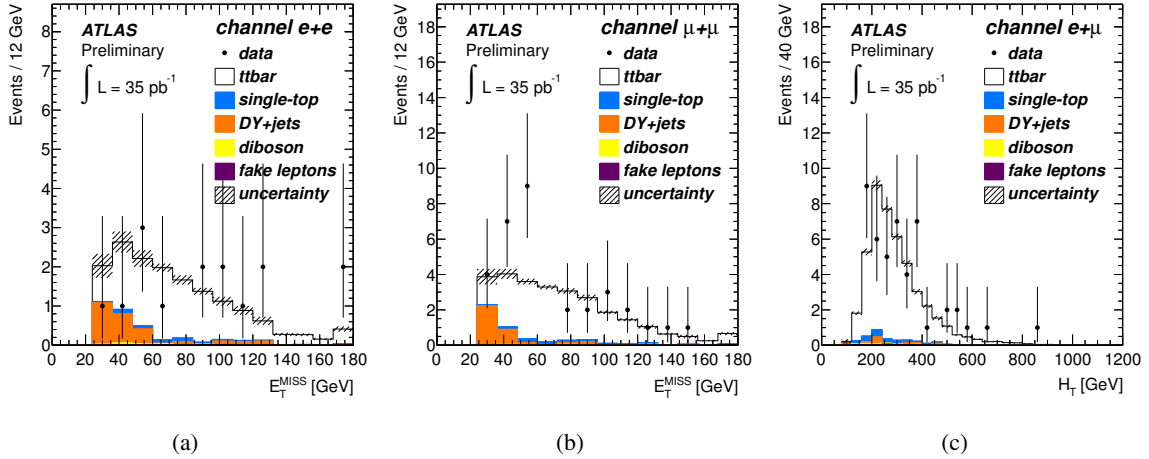 Events / 12 GeV
8
7
6
5
4
3
2
1
0
ATLAS
Preliminary
∫ L = 35 pb⁻¹
channel e+e
data
ttbar
single-top
DY+jets
diboson
fake leptons
uncertainty
0 20 40 60 80 100 120 140 160 180
E_T^MISS [GeV]
(a)
Events / 12 GeV
18
16
14
12
10
8
6
4
2
0
ATLAS
Preliminary
∫ L = 35 pb⁻¹
channel μ+μ
data
ttbar
single-top
DY+jets
diboson
fake leptons
uncertainty
0 20 40 60 80 100 120 140 160 180
E_T^MISS [GeV]
(b)
Events / 40 GeV
18
16
14
12
10
8
6
4
2
0
ATLAS
Preliminary
∫ L = 35 pb⁻¹
channel e+μ
data
ttbar
single-top
DY+jets
diboson
fake leptons
uncertainty
0 200 400 600 800 1000 1200
H_T [GeV]
(c)